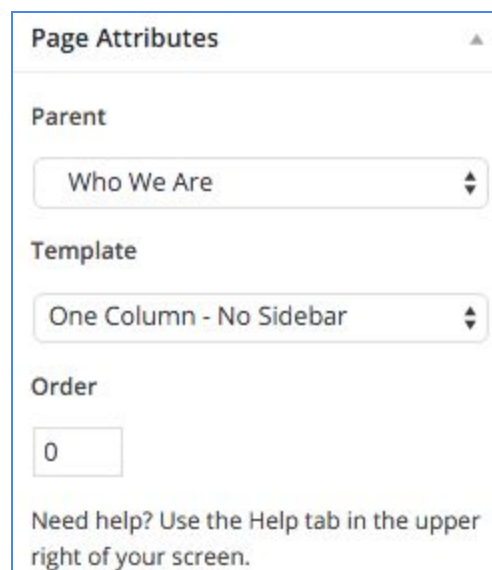 Page Attributes
Parent
Who We Are
Template
One Column - No Sidebar
Order
0
Need help? Use the Help tab in the upper
right of your screen.